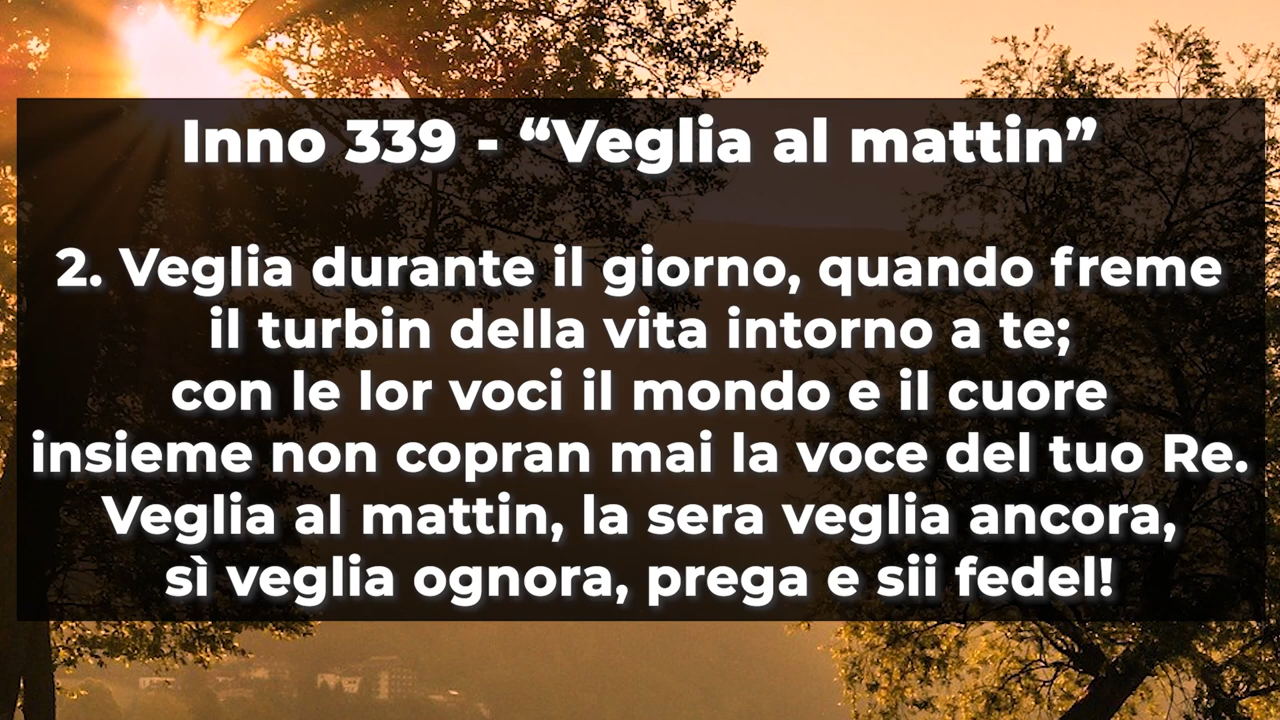 Inno 339 - “Veglia al mattin”
2. Veglia durante il giorno, quando freme
il turbin della vita intorno a te;
con le lor voci il mondo e il cuore
insieme non copran mai la voce del tuo Re.
Veglia al mattin, la sera veglia ancora,
sì veglia ognora, prega e sii fedel!